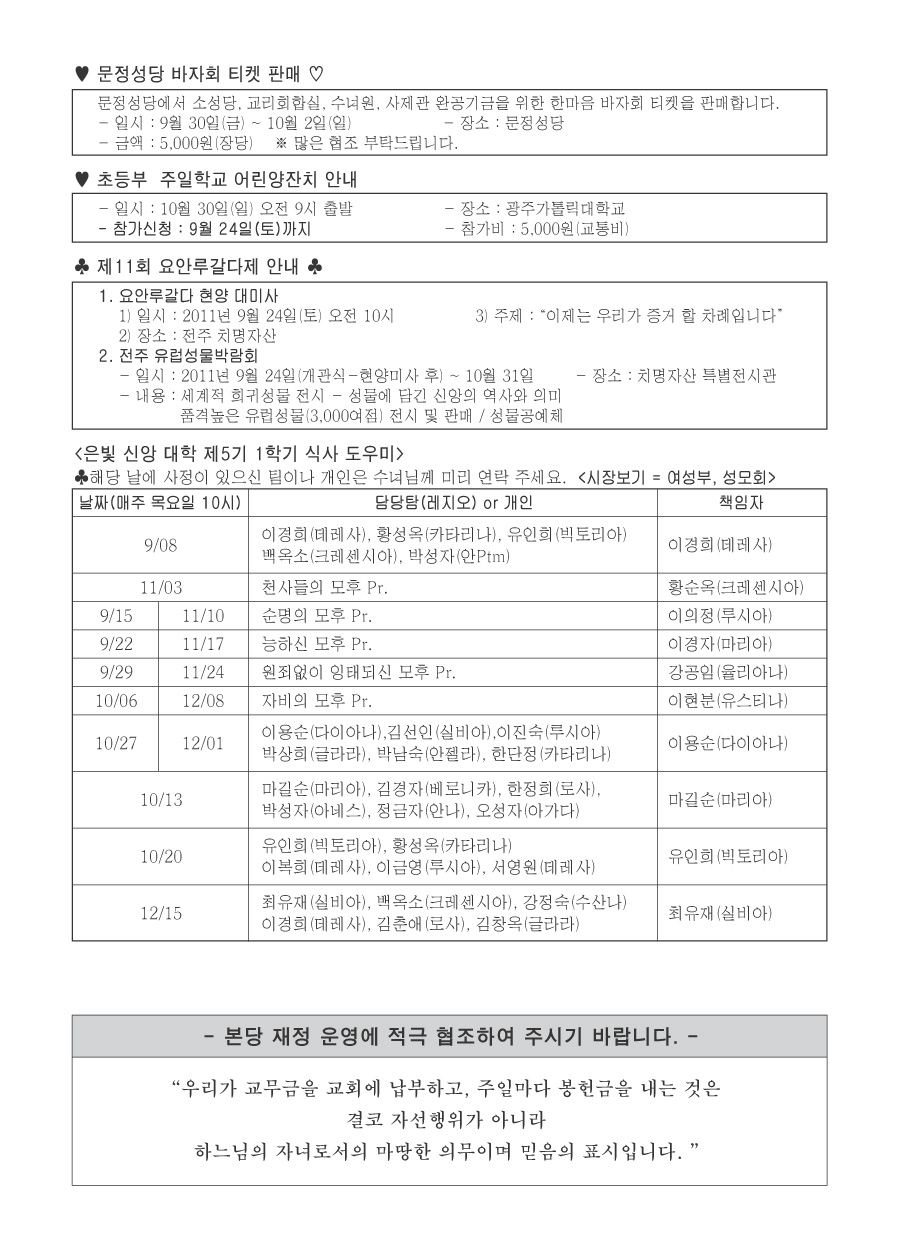 ♥ 문정성당 바자회 티켓 판매 ♡
문정성당에서 소성당, 교리회합실, 수녀원, 사제관 완공기금을 위한 한마음 바자회 티켓을 판매합니다.
- 일시 : 9월 30일(금) ~ 10월 2일(일) - 장소 : 문정성당
- 금액 : 5,000원(장당) ※ 많은 협조 부탁드립니다.
♥ 초등부 주일학교 어린양잔치 안내
- 일시 : 10월 30일(일) 오전 9시 출발 - 장소 : 광주가톨릭대학교
- 참가신청 : 9월 24일(토)까지 - 참가비 : 5,000원(교통비)
♣ 제11회 요안루갈다제 안내 ♣
1. 요안루갈다 현양 대미사
1) 일시 : 2011년 9월 24일(토) 오전 10시 3) 주제 : “이제는 우리가 증거 할 차례입니다”
2) 장소 : 전주 치명자산
2. 전주 유럽성물박람회
- 일시 : 2011년 9월 24일(개관식-현양미사 후) ~ 10월 31일 - 장소 : 치명자산 특별전시관
- 내용 : 세계적 희귀성물 전시 - 성물에 담긴 신앙의 역사와 의미
품격높은 유럽성물(3,000여점) 전시 및 판매 / 성물공예체
<은빛 신앙 대학 제5기 1학기 식사 도우미>
♣해당 날에 사정이 있으신 팀이나 개인은 수녀님께 미리 연락 주세요. <시장보기 = 여성부, 성모회>
날짜(매주 목요일 10시) 담당탐(레지오) or 개인 책임자
9/08 이경희(데레사), 황성옥(카타리나), 유인희(빅토리아) 이경희(데레사)
백옥소(크레센시아), 박성자(안Ptm)
11/03 천사들의 모후 Pr. 황순옥(크레센시아)
9/15 11/10 순명의 모후 Pr. 이의정(루시아)
9/22 11/17 능하신 모후 Pr. 이경자(마리아)
9/29 11/24 원죄없이 잉태되신 모후 Pr. 강공임(율리아나)
10/06 12/08 자비의 모후 Pr. 이현분(유스티나)
10/27 12/01 이용순(다이아나),김선인(실비아),이진숙(루시아) 이용순(다이아나)
박상희(글라라), 박남숙(안젤라), 한단정(카타리나)
10/13 마길순(마리아), 김경자(베로니카), 한정희(로사), 마길순(마리아)
박성자(아녜스), 정금자(안나), 오성자(아가다)
10/20 유인희(빅토리아), 황성옥(카타리나) 유인희(빅토리아)
이복희(데레사), 이금영(루시아), 서영원(데레사)
12/15 최유재(실비아), 백옥소(크레센시아), 강정숙(수산나) 최유재(실비아)
이경희(데레사), 김춘애(로사), 김창옥(글라라)
- 본당 재정 운영에 적극 협조하여 주시기 바랍니다. -
“우리가 교무금을 교회에 납부하고, 주일마다 봉헌금을 내는 것은
결코 자선행위가 아니라
하느님의 자녀로서의 마땅한 의무이며 믿음의 표시입니다. ”